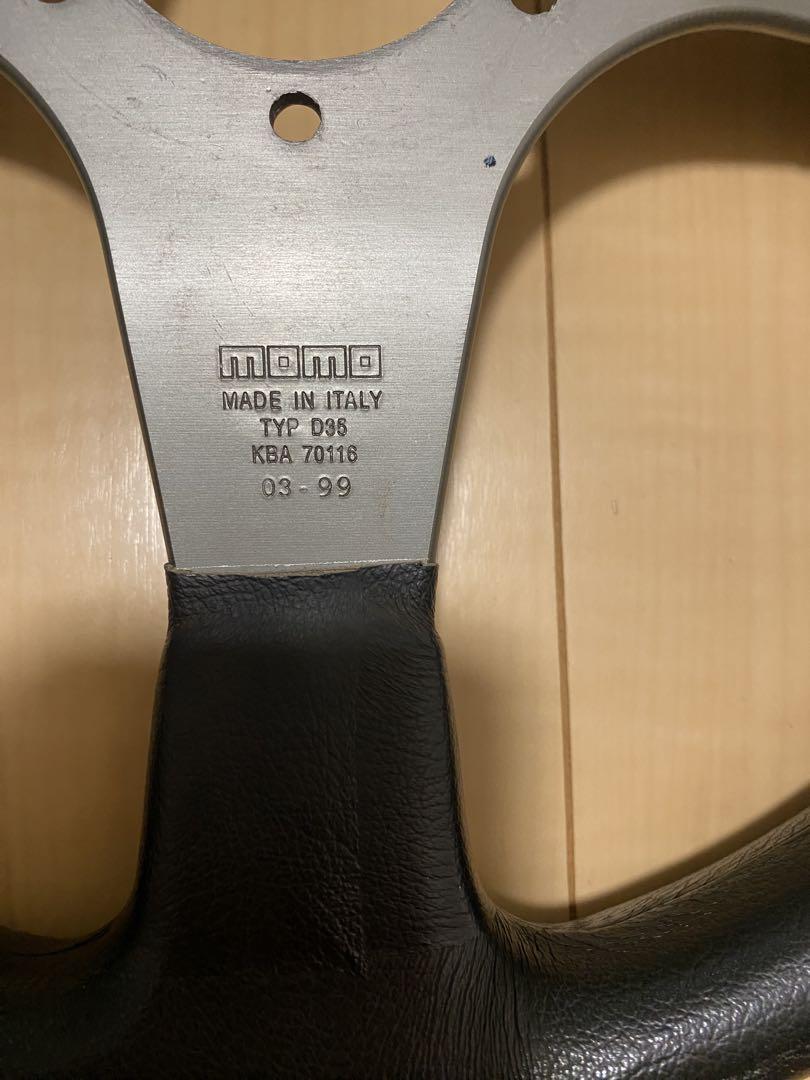 momo
MADE IN ITALY
TYP D35
KBA 70116
03-99